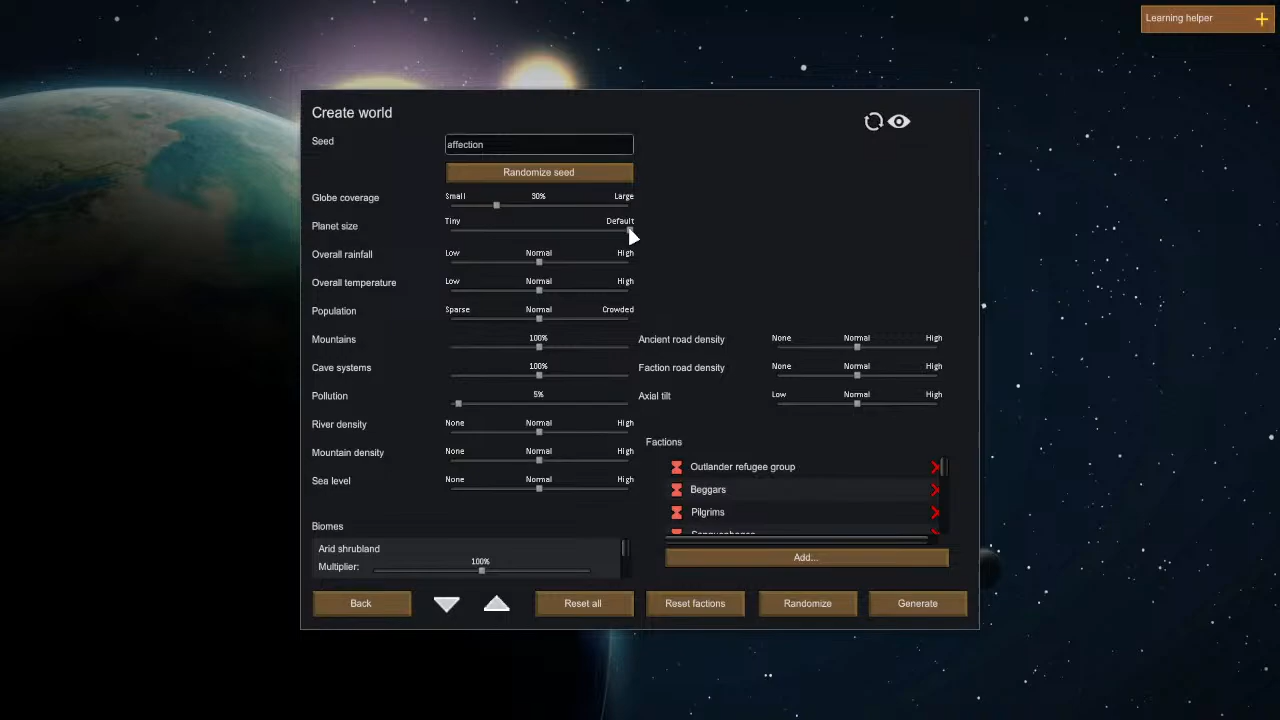 Learning helper
Create world
Seed
affection
Randomize seed
Globe coverage
Small 30% Large
Planet size
Tiny Default
Overall rainfall
Low Normal High
Overall temperature
Low Normal High
Population
Sparse Normal Crowded
Mountains
100%
Ancient road density
None Normal High
Cave systems
100%
Faction road density
None Normal High
Pollution
5%
Axial tilt
Low Normal High
River density
None Normal High
Mountain density
None Normal High
Sea level
None Normal High
Factions
Outlander refugee group
Beggars
Pilgrims
Biomes
Arid shrubland
Multiplier: 100%
Add...
Back
Reset all
Reset factions
Randomize
Generate